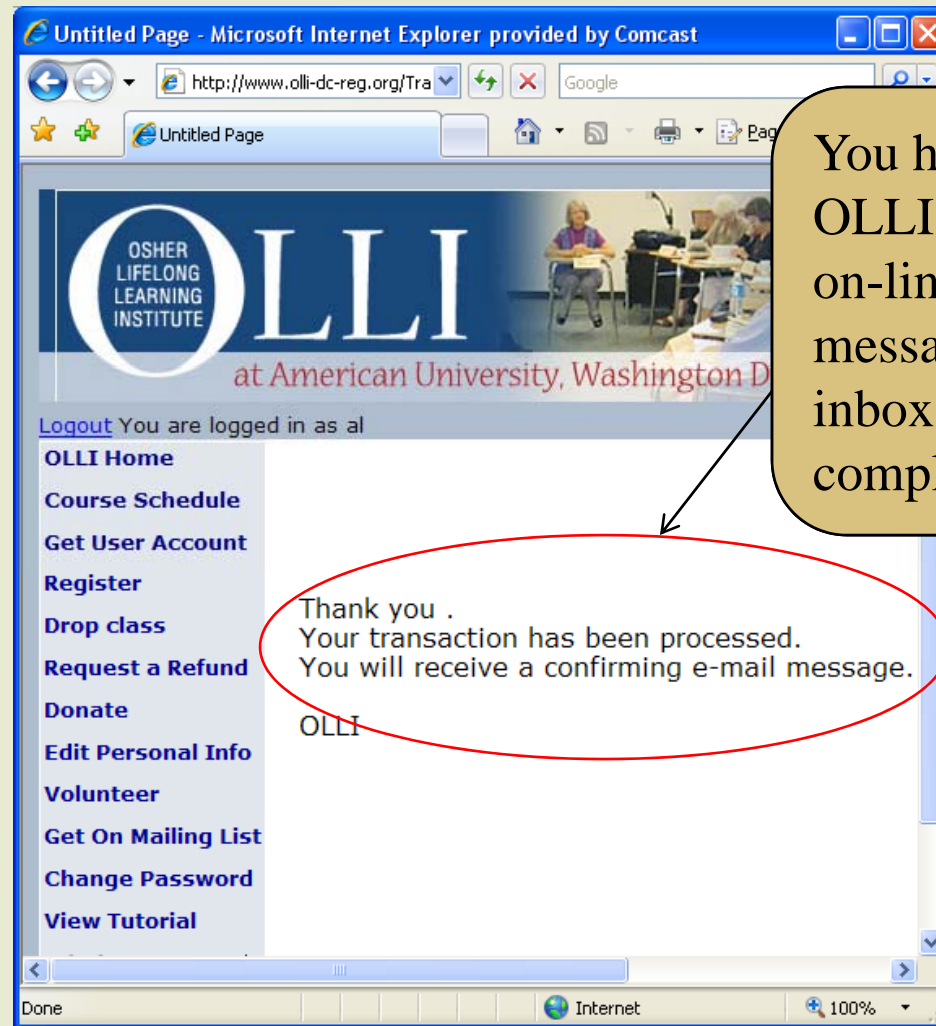 Untitled Page - Microsoft Internet Explorer provided by Comcast
http://www.olli-dc-reg.org/Tra
Google
Untitled Page
You
OLLI
OSHER
LIFELONG
LEARNING
INSTITUTE
OLLI
at American University, Washington D
Logout You are logged in as al
OLLI Home
Course Schedule
Get User Account
Register
Drop class
Request a Refund
Donate
Edit Personal Info
Volunteer
Get On Mailing List
Change Password
View Tutorial
inbox
Thank you .
Your transaction has been processed.
You will receive a confirming e-mail message.
OLLI
Done
Internet
100%